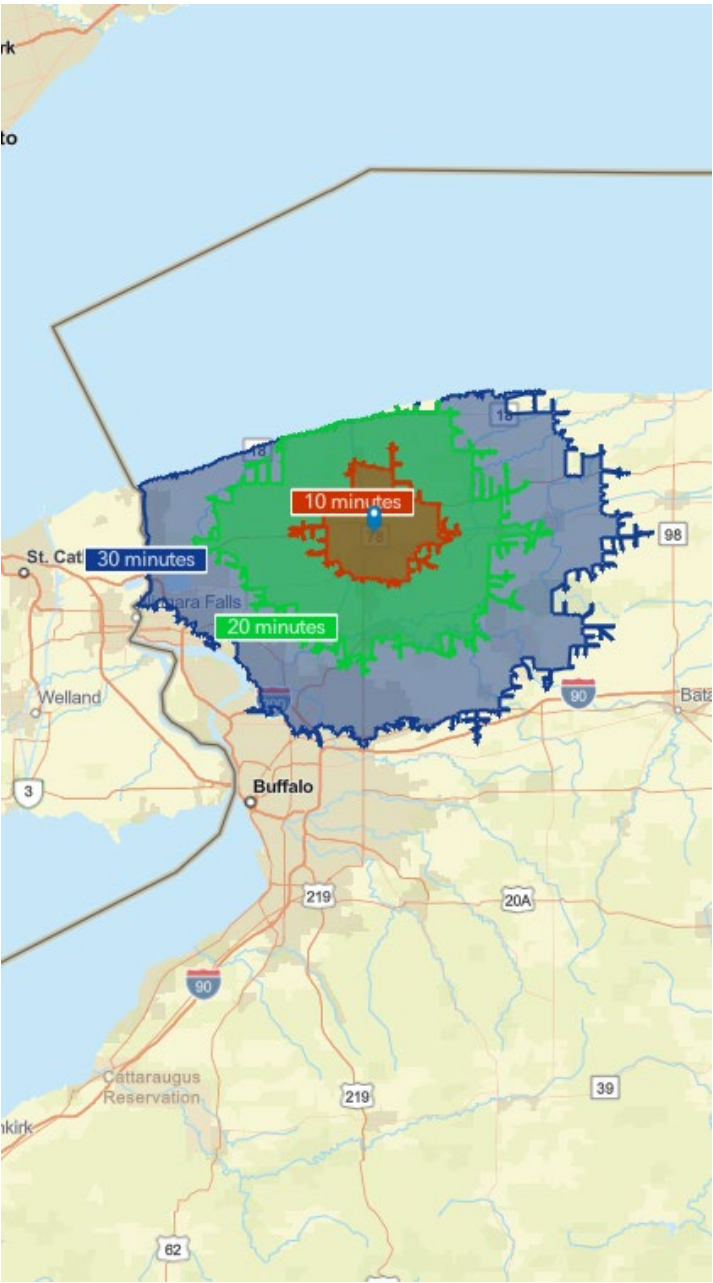 rk
to
18
18
10 minutes
78
98
St. Cat
30 minutes
gara Falls
20 minutes
90
Welland
Bata
3
Buffalo
219
20A
90
Cattaraugus
Reservation
39
219
nkirk
62